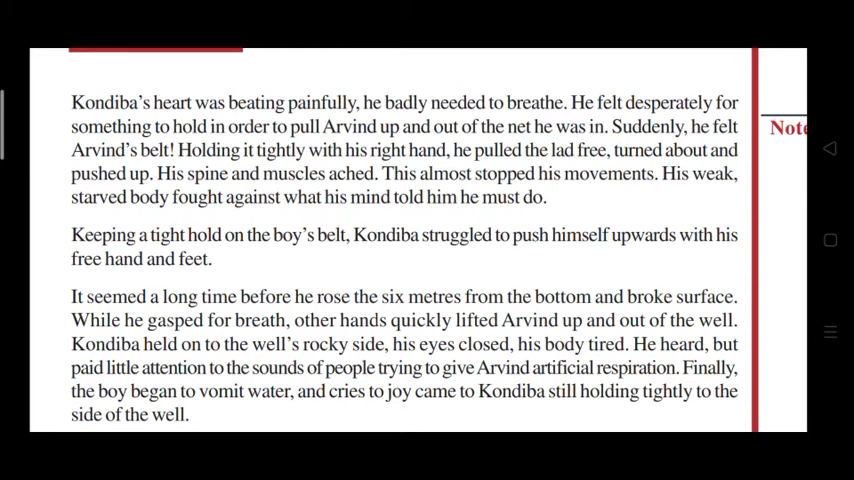 Kondiba's heart was beating painfully, he badly needed to breathe. He felt desperately for
something to hold in order to pull Arvind up and out of the net he was in. Suddenly, he felt
Arvind's belt! Holding it tightly with his right hand, he pulled the lad free, turned about and
pushed up. His spine and muscles ached. This almost stopped his movements. His weak,
starved body fought against what his mind told him he must do.
Keeping a tight hold on the boy's belt, Kondiba struggled to push himself upwards with his
free hand and feet.
It seemed a long time before he rose the six metres from the bottom and broke surface.
While he gasped for breath, other hands quickly lifted Arvind up and out of the well.
Kondiba held on to the well's rocky side, his eyes closed, his body tired. He heard, but
paid little attention to the sounds of people trying to give Arvind artificial respiration. Finally,
the boy began to vomit water, and cries to joy came to Kondiba still holding tightly to the
side of the well.
Note